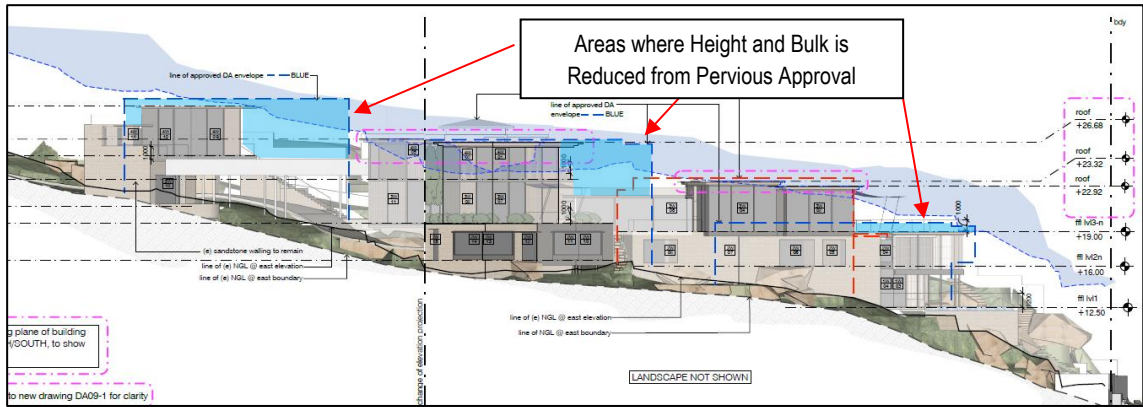 Areas where Height and Bulk is
Reduced from Pervious Approval
bdy
line of approved DA envelope BLUE
line of approved DA
envelope BLUE
roof
+26.68
roof
+23.32
roof
+22.92
ffl lvl3-n
+19.00
ffl lvl2n
+16.00
ffl lvl1
+12.50
1000
1000
1000
(e) sandstone walling to remain
line of (e) NGL @ east elevation
line of NGL @ east boundary
line of (e) NGL @ east elevation
line of NGL @ east boundary
change of elevation projection
g plane of building
H/SOUTH, to show
to new drawing DA09-1 for clarity
LANDSCAPE NOT SHOWN